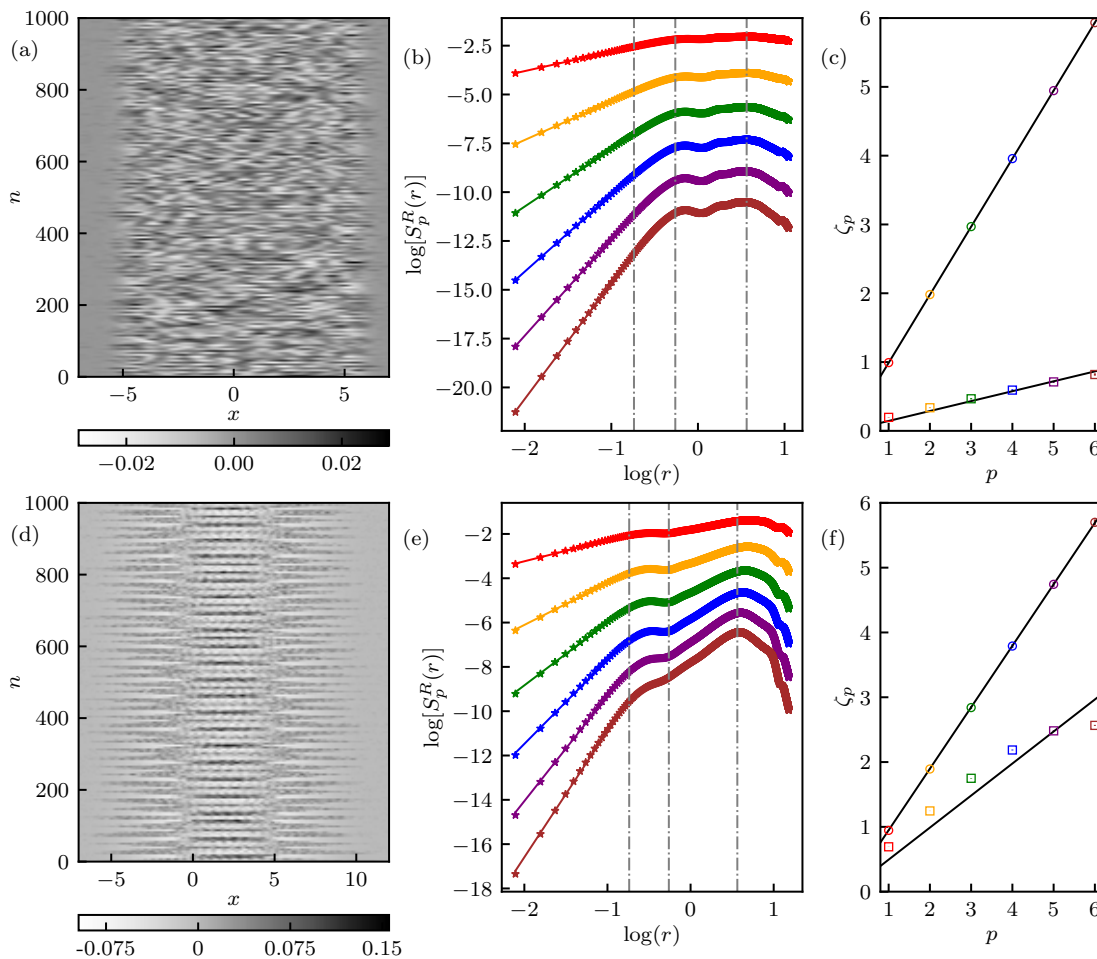 (a)
1000
800
600
400
200
0
n
−5 0 5
x
−0.02 0.00 0.02
(b)
−2.5
−5.0
−7.5
−10.0
−12.5
−15.0
−17.5
−20.0
log[S_p^R(r)]
−2 −1 0 1
log(r)
(c)
6
5
4
3
2
1
0
ζ_p
1 2 3 4 5 6
p
(d)
1000
800
600
400
200
0
n
−5 0 5 10
x
-0.075 0 0.075 0.15
(e)
−2
−4
−6
−8
−10
−12
−14
−16
−18
log[S_p^R(r)]
−2 −1 0 1
log(r)
(f)
6
5
4
3
2
1
0
ζ_p
1 2 3 4 5 6
p